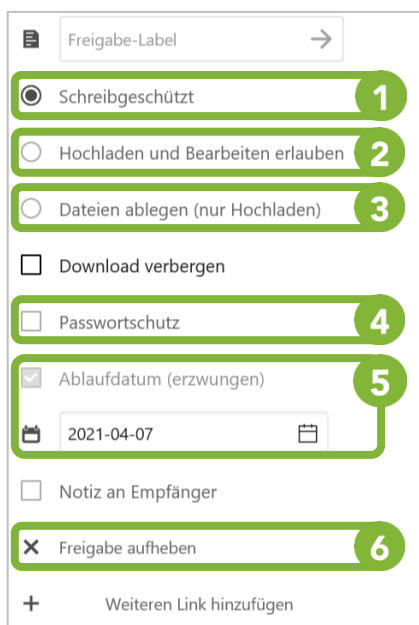 Freigabe-Label
Schreibgeschützt 1
Hochladen und Bearbeiten erlauben 2
Dateien ablegen (nur Hochladen) 3
Download verbergen
Passwortschutz 4
Ablaufdatum (erzwungen) 5
2021-04-07
Notiz an Empfänger
Freigabe aufheben 6
Weiteren Link hinzufügen